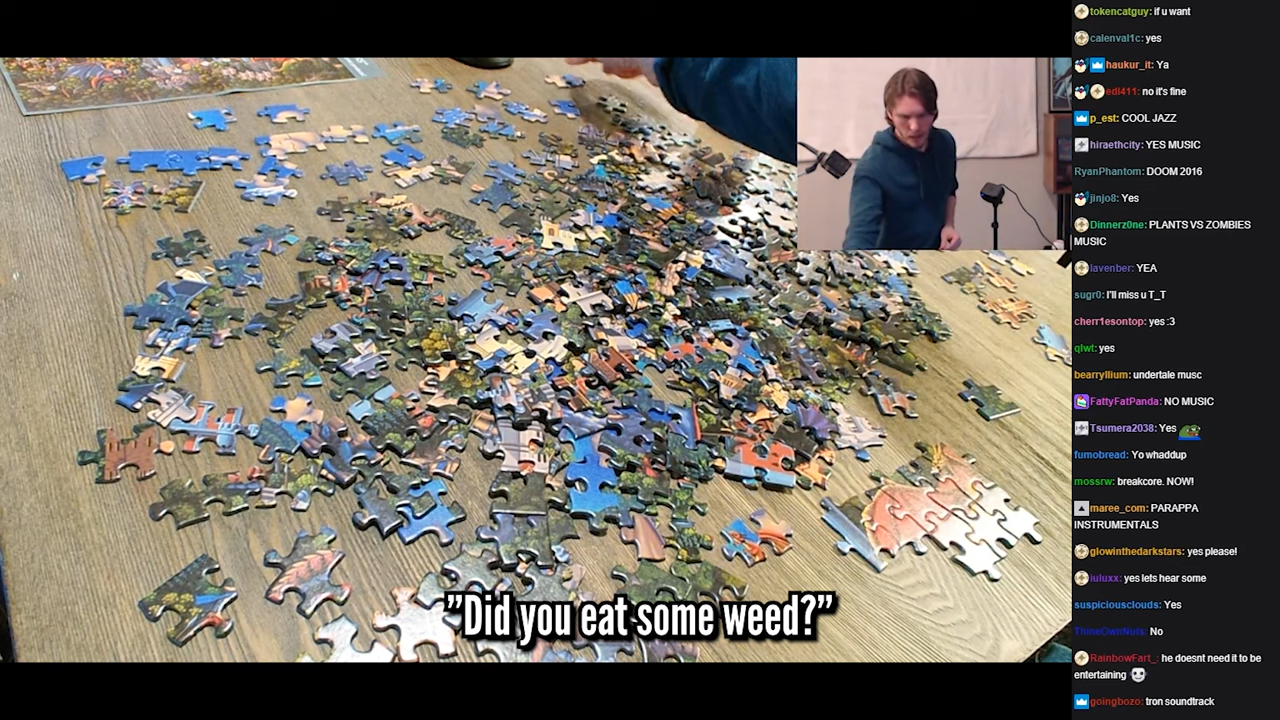 tokencatguy: if u want
calenval1c: yes
haukur_it: Ya
edl411: no it's fine
p_est: COOL JAZZ
hiraethcity: YES MUSIC
RyanPhantom: DOOM 2016
jinjo8: Yes
Dinnerz0ne: PLANTS VS ZOMBIES
MUSIC
lavenber: YEA
sugr0: I'll miss u T_T
cherr1esontop: yes :3
qlwt: yes
bearryllium: undertale musc
FattyFatPanda: NO MUSIC
Tsumera2038: Yes
fumobread: Yo whaddup
mossrw: breakcore. NOW!
maree_com: PARAPPA
INSTRUMENTALS
glowinthedarkstars: yes please!
iuluxx: yes lets hear some
suspiciousclouds: Yes
ThineOwnNuts: No
RainbowFart_: he doesnt need it to be
entertaining
goingbozo: tron soundtrack
"Did you eat some weed?"